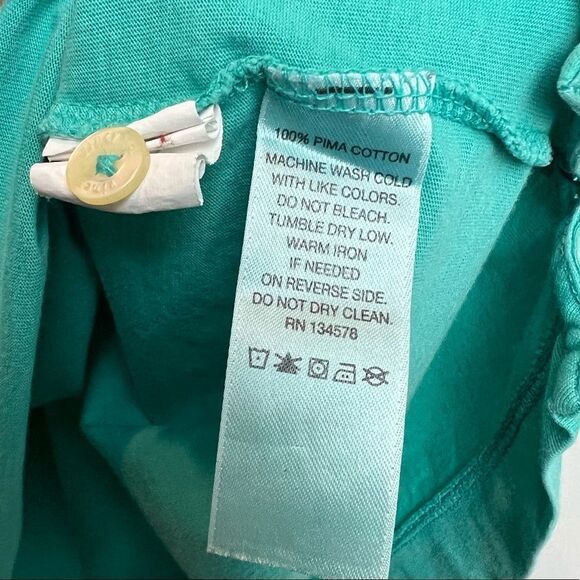 100% PIMA COTTON
MACHINE WASH COLD
WITH LIKE COLORS.
DO NOT BLEACH.
TUMBLE DRY LOW.
WARM IRON
IF NEEDED
ON REVERSE SIDE.
DO NOT DRY CLEAN.
RN 134578